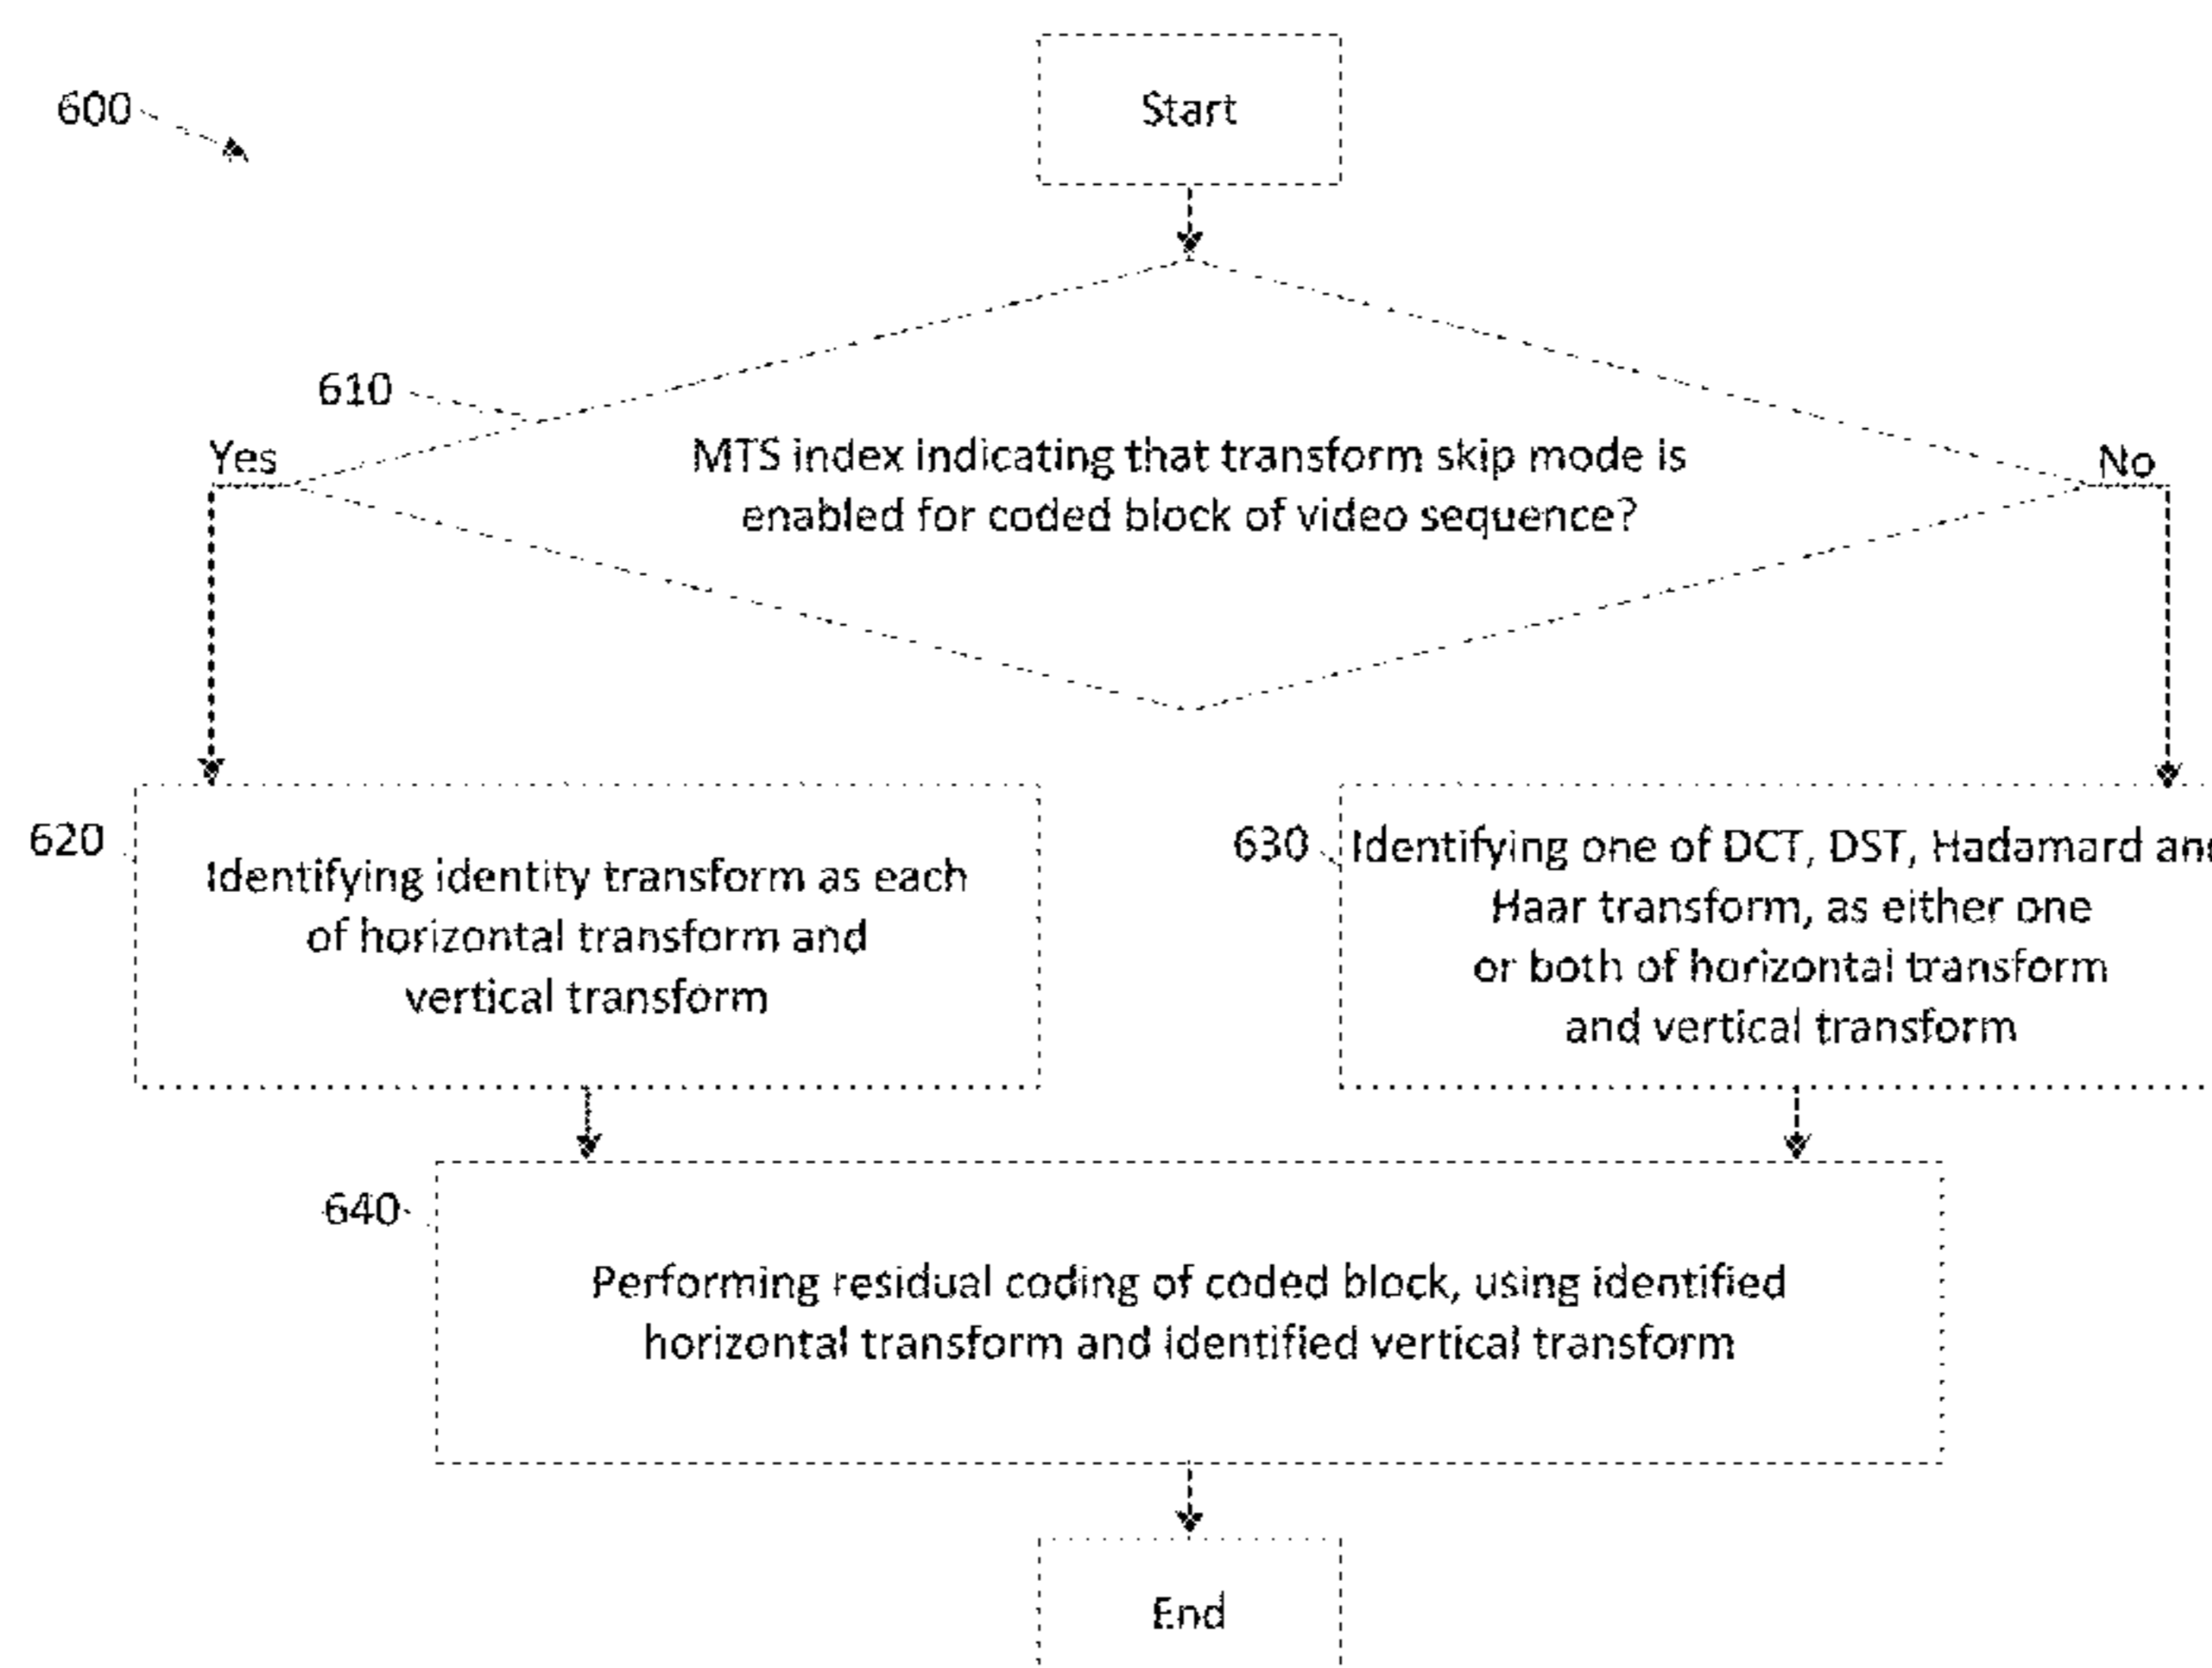 600
Start
610
Yes
MTS index indicating that transform skip mode is
No
enabled for coded block of video sequence?
620
Identifying identity transform as each
of horizontal transform and
vertical transform
630
Identifying one of DCT, DST, Hadamard
Haar transform, as either one
or both of horizontal transform
and vertical transform
640
Performing residual coding of coded block, using identified
horizontal transform and identified vertical transform
End